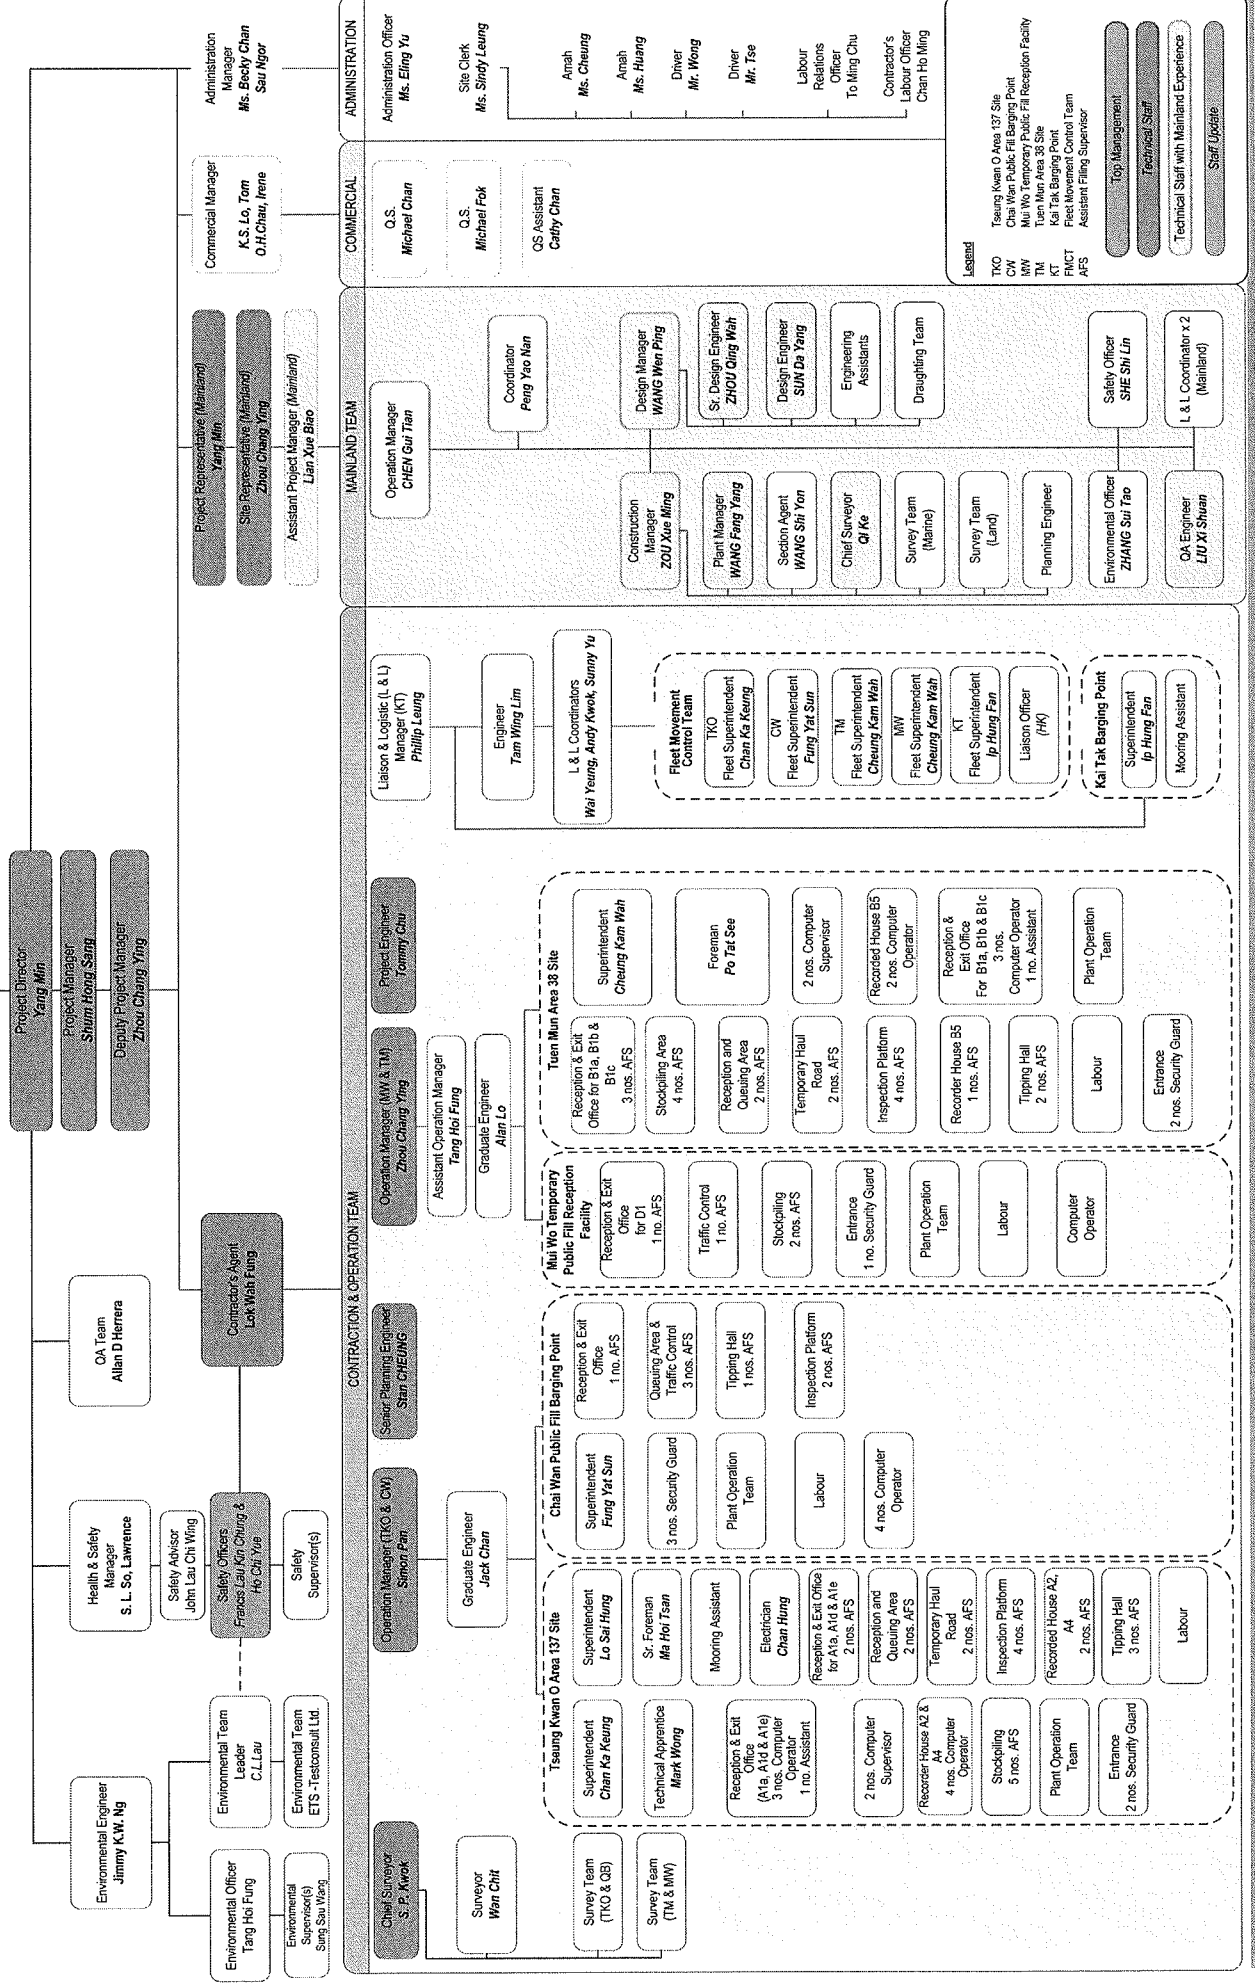 Project Director
Yang Min
Project Manager
Shum Hong Sang
Deputy Project Manager
Zhou Chang Ying
Environmental Engineer
Jimmy K.W. Ng
Environmental Officer
Tang Hoi Fung
Environmental
Supervisor(s)
Sung Sau Wang
Environmental Team
Leader
C.L.Lau
Environmental Team
ETS -Testconsult Ltd.
Health & Safety
Manager
S. L. So, Lawrence
Safety Advisor
John Lau Chi Wing
Safety Officers
Francis Lau Kin Chung &
Ho Chi Yue
Safety
Supervisor(s)
QA Team
Allan D Herrera
Contractor's Agent
Lok Wah Fung
Project Representative (Mainland)
Yang Min
Site Representative (Mainland)
Zhou Chang Ying
Assistant Project Manager (Mainland)
Lian Xue Biao
Commercial Manager
K.S. Lo, Tom
O.H.Chau, Irene
Administration
Manager
Ms. Becky Chan
Sau Ngor
CONTRACTION & OPERATION TEAM
Chief Surveyor
S. P. Kwok
Surveyor
Wan Chit
Survey Team
(TKO & QB)
Survey Team
(TM & MW)
Operation Manager (TKO & CW)
Simon Pan
Graduate Engineer
Jack Chan
Senior Planning Engineer
Stan CHEUNG
Operation Manager (MW & TM)
Zhou Chang Ying
Assistant Operation Manager
Tang Hoi Fung
Graduate Engineer
Alan Lo
Project Engineer
Tommy Chu
Tseung Kwan O Area 137 Site
Superintendent
Chan Ka Keung
Technical Apprentice
Mark Wong
Reception & Exit
Office
(A1a, A1d & A1e)
3 nos. Computer
Operator
1 no. Assistant
2 nos. Computer
Supervisor
Recorder House A2 &
A4
4 nos. Computer
Operator
Stockpiling
5 nos. AFS
Plant Operation
Team
Entrance
2 nos. Security Guard
Superintendent
Lo Sai Hung
Sr. Foreman
Ma Hoi Tsan
Mooring Assistant
Electrician
Chan Hung
Reception & Exit Office
for A1a, A1d & A1e
2 nos. AFS
Reception and
Queuing Area
2 nos. AFS
Temporary Haul
Road
2 nos. AFS
Inspection Platform
4 nos. AFS
Recorded House A2,
A4
2 nos. AFS
Tipping Hall
3 nos. AFS
Labour
Chai Wan Public Fill Barging Point
Superintendent
Fung Yat Sun
3 nos. Security Guard
Plant Operation
Team
Labour
4 nos. Computer
Operator
Reception & Exit
Office
1 no. AFS
Queuing Area &
Traffic Control
3 nos. AFS
Tipping Hall
1 nos. AFS
Inspection Platform
2 nos. AFS
Mui Wo Temporary
Public Fill Reception
Facility
Reception & Exit
Office
for D1
1 no. AFS
Traffic Control
1 no. AFS
Stockpiling
2 nos. AFS
Entrance
1 no. Security Guard
Plant Operation
Team
Labour
Computer
Operator
Tuen Mun Area 38 Site
Reception & Exit
Office for B1a, B1b &
B1c
3 nos. AFS
Stockpiling Area
4 nos. AFS
Reception and
Queuing Area
2 nos. AFS
Temporary Haul
Road
2 nos. AFS
Inspection Platform
4 nos. AFS
Recorder House B5
1 nos. AFS
Tipping Hall
2 nos. AFS
Labour
Entrance
2 nos. Security Guard
Superintendent
Cheung Kam Wah
Foreman
Po Tat See
2 nos. Computer
Supervisor
Recorded House B5
2 nos. Computer
Operator
Reception &
Exit Office
For B1a, B1b & B1c
3 nos.
Computer Operator
1 no. Assistant
Plant Operation
Team
Liaison & Logistic (L & L)
Manager (KT)
Phillip Leung
Engineer
Tam Wing Lim
L & L Coordinators
Wai Yeung, Andy Kwok, Sunny Yu
Fleet Movement
Control Team
TKO
Fleet Superintendent
Chan Ka Keung
CW
Fleet Superintendent
Fung Yat Sun
TM
Fleet Superintendent
Cheung Kam Wah
MW
Fleet Superintendent
Cheung Kam Wah
KT
Fleet Superintendent
Ip Hung Fan
Liaison Officer
(HK)
Kai Tak Barging Point
Superintendent
Ip Hung Fan
Mooring Assistant
MAINLAND TEAM
Operation Manager
CHEN Gui Tian
Coordinator
Peng Yao Nan
Construction
Manager
ZOU Xue Ming
Plant Manager
WANG Fang Yang
Section Agent
WANG Shi Yon
Chief Surveyor
QI Ke
Survey Team
(Marine)
Survey Team
(Land)
Planning Engineer
Environmental Officer
ZHANG Sui Tao
QA Engineer
LIU Xi Shuan
Design Manager
WANG Wen Ping
Sr. Design Engineer
ZHOU Qing Wah
Design Engineer
SUN Da Yang
Engineering
Assistants
Draughting Team
Safety Officer
SHE Shi Lin
L & L Coordinator x 2
(Mainland)
COMMERCIAL
Q.S.
Michael Chan
Q.S.
Michael Fok
QS Assistant
Cathy Chan
ADMINISTRATION
Administration Officer
Ms. Eling Yu
Site Clerk
Ms. Sindy Leung
Amah
Ms. Cheung
Amah
Ms. Huang
Driver
Mr. Wong
Driver
Mr. Tse
Labour
Relations
Officer
To Ming Chu
Contractor's
Labour Officer
Chan Ho Ming
Legend
TKO Tseung Kwan O Area 137 Site
CW Chai Wan Public Fill Barging Point
MW Mui Wo Temporary Public Fill Reception Facility
TM Tuen Mun Area 38 Site
KT Kai Tak Barging Point
FMCT Fleet Movement Control Team
AFS Assistant Filing Supervisor
Top Management
Technical Staff
Technical Staff with Mainland Experience
Staff Update